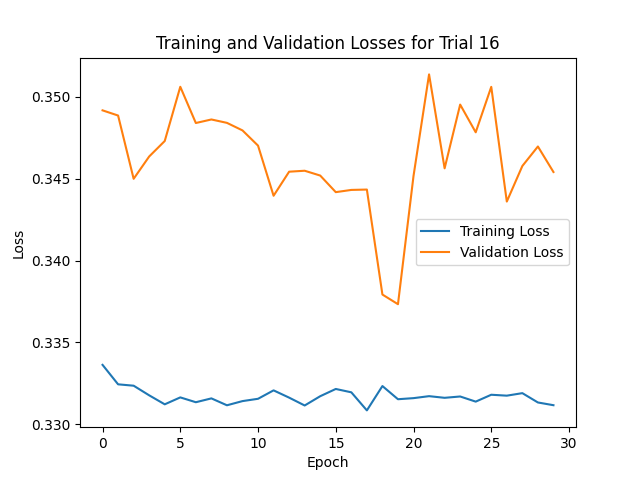 Training and Validation Losses for Trial 16
0.350
0.345
0.340
0.335
0.330
Loss
Training Loss
Validation Loss
0 5 10 15 20 25 30
Epoch